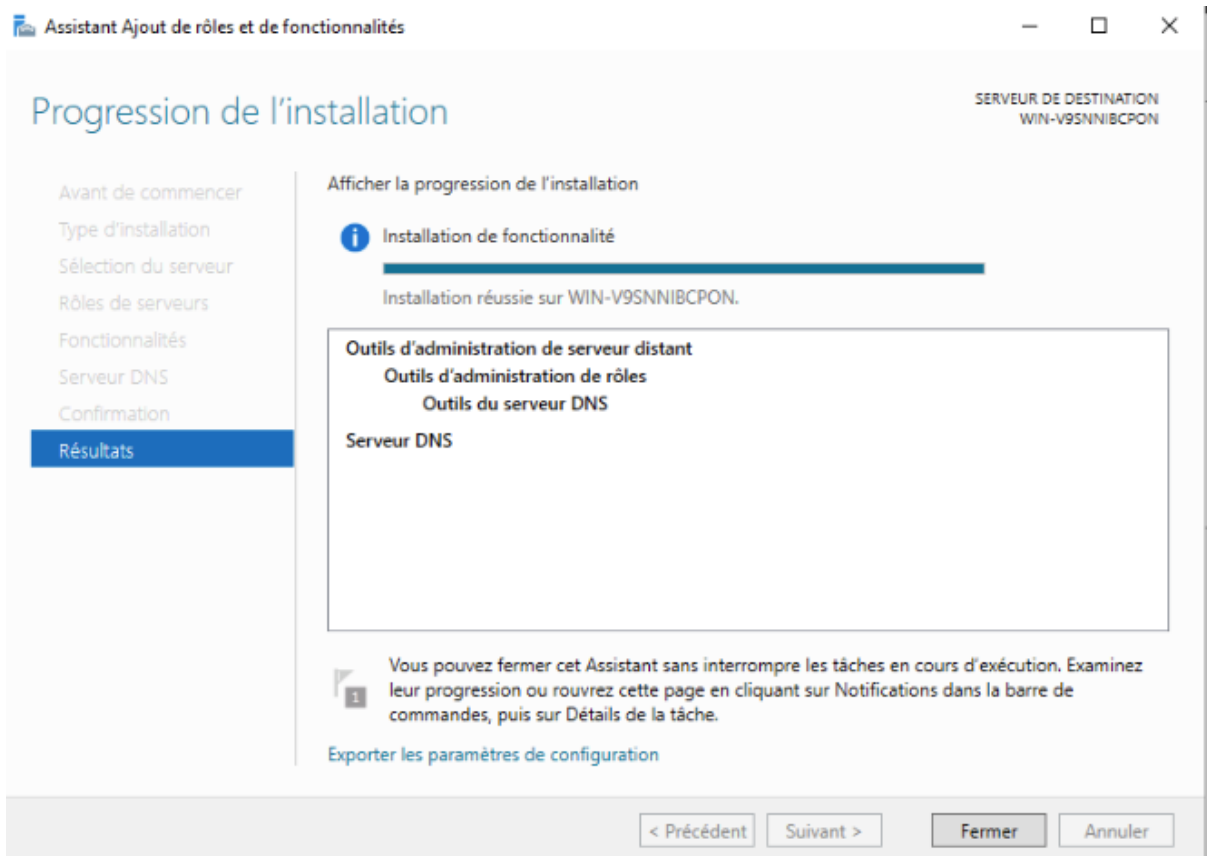 Assistant Ajout de rôles et de fonctionnalités
Progression de l'installation
SERVEUR DE DESTINATION
WIN-V9SNNIBCPON
Avant de commencer
Type d'installation
Sélection du serveur
Rôles de serveurs
Fonctionnalités
Serveur DNS
Confirmation
Résultats
Afficher la progression de l'installation
Installation de fonctionnalité
Installation réussie sur WIN-V9SNNIBCPON.
Outils d'administration de serveur distant
Outils d'administration de rôles
Outils du serveur DNS
Serveur DNS
1
Vous pouvez fermer cet Assistant sans interrompre les tâches en cours d'exécution. Examinez
leur progression ou rouvrez cette page en cliquant sur Notifications dans la barre de
commandes, puis sur Détails de la tâche.
Exporter les paramètres de configuration
< Précédent
Suivant >
Fermer
Annuler